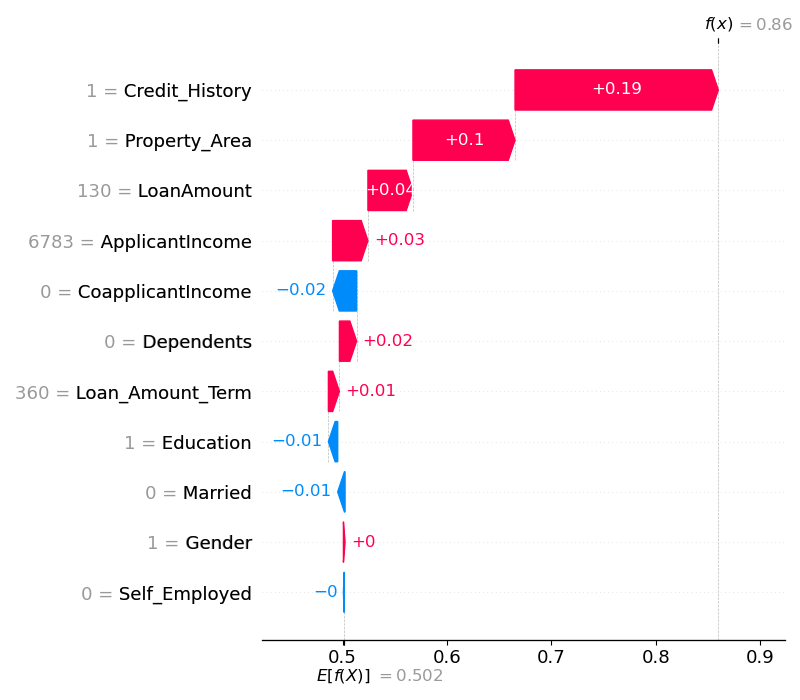 f(x) = 0.86
1 = Credit_History +0.19
1 = Property_Area +0.1
130 = LoanAmount +0.04
6783 = ApplicantIncome +0.03
0 = CoapplicantIncome −0.02
0 = Dependents +0.02
360 = Loan_Amount_Term +0.01
1 = Education −0.01
0 = Married −0.01
1 = Gender +0
0 = Self_Employed −0
0.5 0.6 0.7 0.8 0.9
E[f(X)] = 0.502